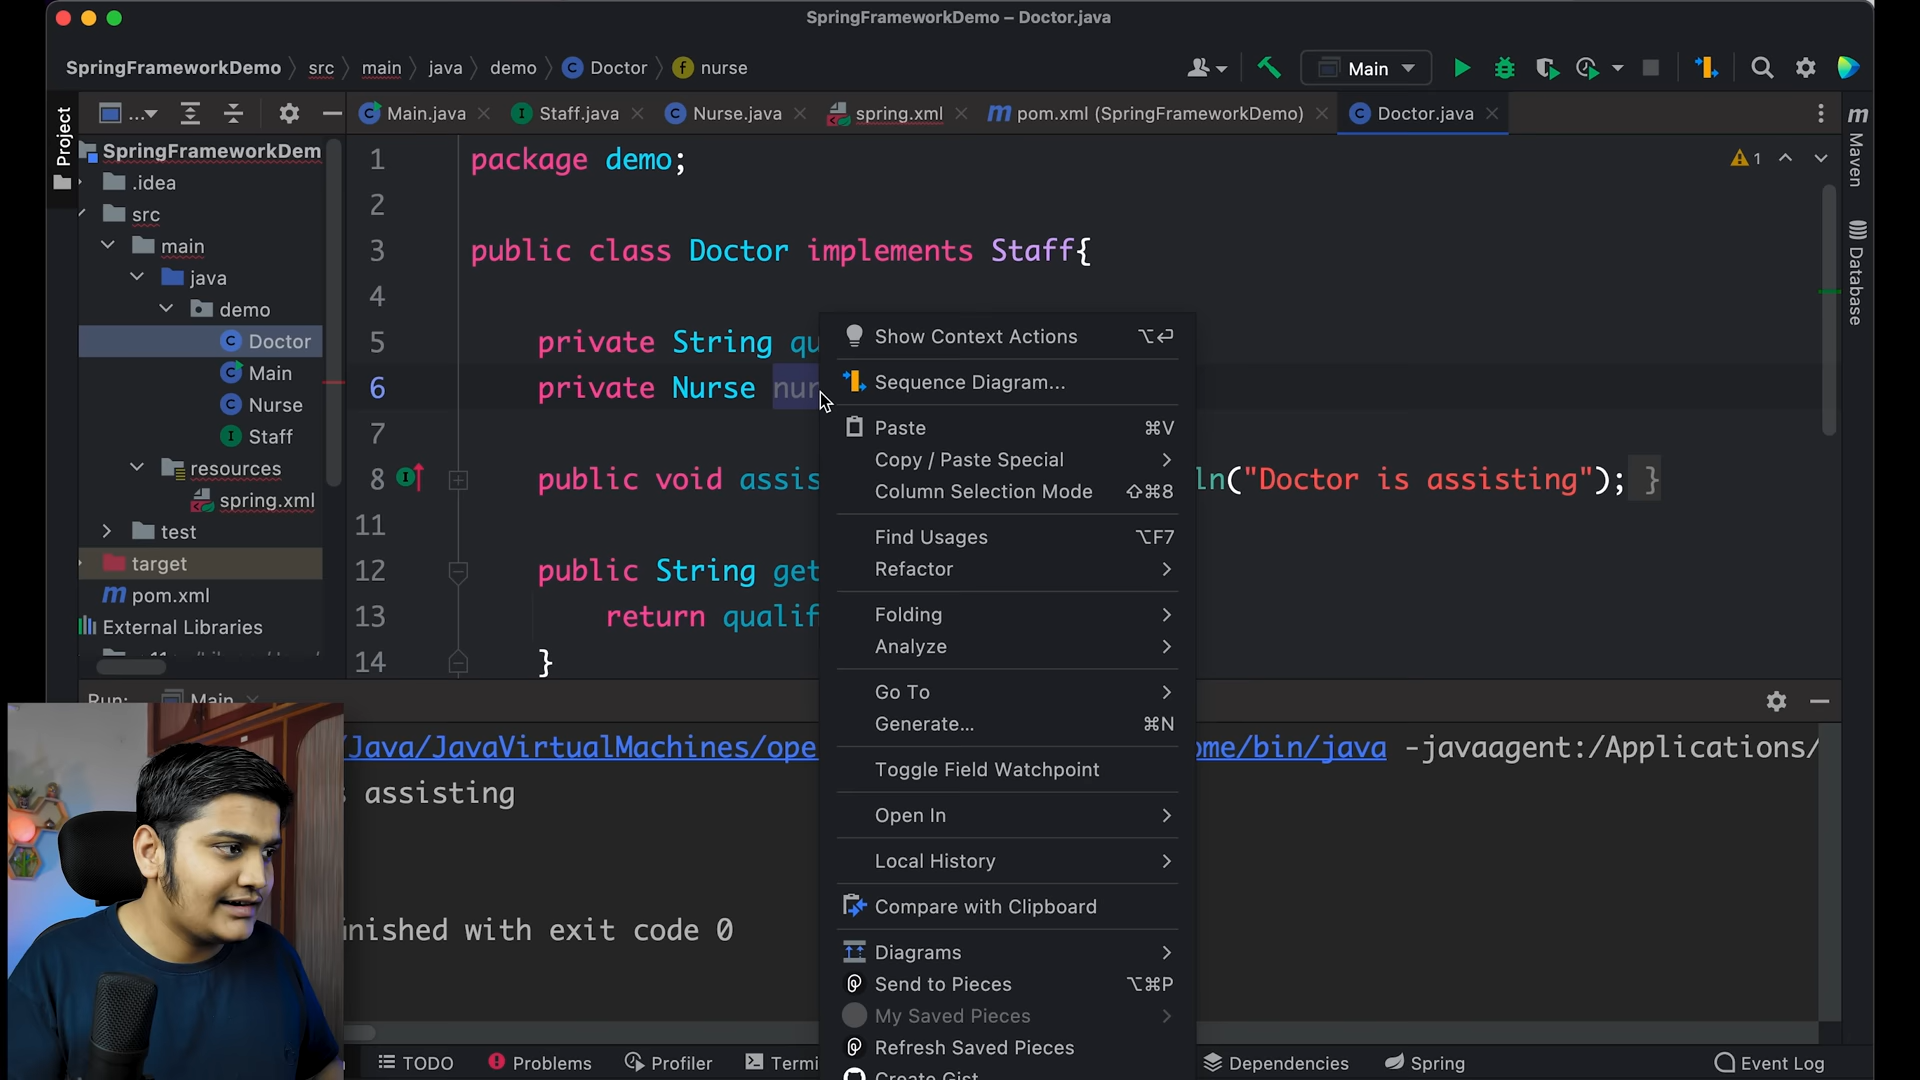 SpringFrameworkDemo – Doctor.java
SpringFrameworkDemo src main java demo Doctor nurse
Main
Project
Main.java Staff.java Nurse.java spring.xml pom.xml (SpringFrameworkDemo) Doctor.java
Maven
Database
SpringFrameworkDem
.idea
src
main
java
demo
Doctor
Main
Nurse
Staff
resources
spring.xml
test
target
pom.xml
External Libraries
1 package demo;
1
2
3 public class Doctor implements Staff{
4
5 private String qu
6 private Nurse nur
7
8 public void assis ln("Doctor is assisting"); }
11
12 public String get
13 return qualif
14 }
Show Context Actions ⌥⏎
Sequence Diagram...
Paste ⌘V
Copy / Paste Special
Column Selection Mode ⇧⌘8
Find Usages ⌥F7
Refactor
Folding
Analyze
Go To
Generate... ⌘N
Toggle Field Watchpoint
Open In
Local History
Compare with Clipboard
Diagrams
Send to Pieces ⌥⌘P
My Saved Pieces
Refresh Saved Pieces
Create Gist
Run: Main
/Java/JavaVirtualMachines/ope ome/bin/java -javaagent:/Applications/
assisting
inished with exit code 0
TODO Problems Profiler Termi Dependencies Spring Event Log